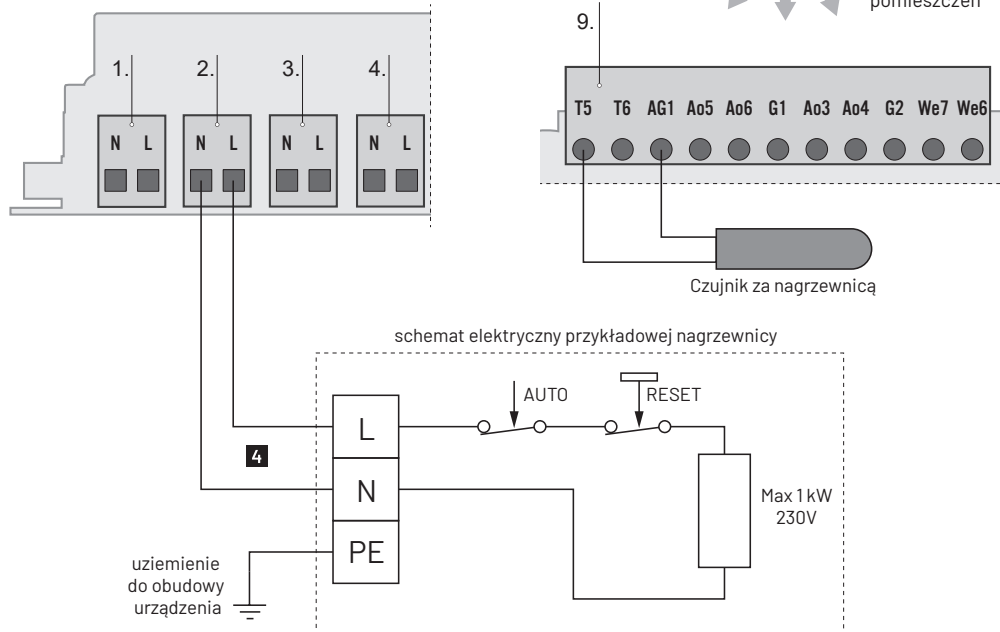 pomieszczeń
1. 2. 3. 4.
N L N L N L N L
9.
T5 T6 AG1 Ao5 Ao6 G1 Ao3 Ao4 G2 We7 We6
Czujnik za nagrzewnicą
schemat elektryczny przykładowej nagrzewnicy
AUTO
RESET
L
4
N
Max 1 kW
230V
PE
uziemienie
do obudowy
urządzenia